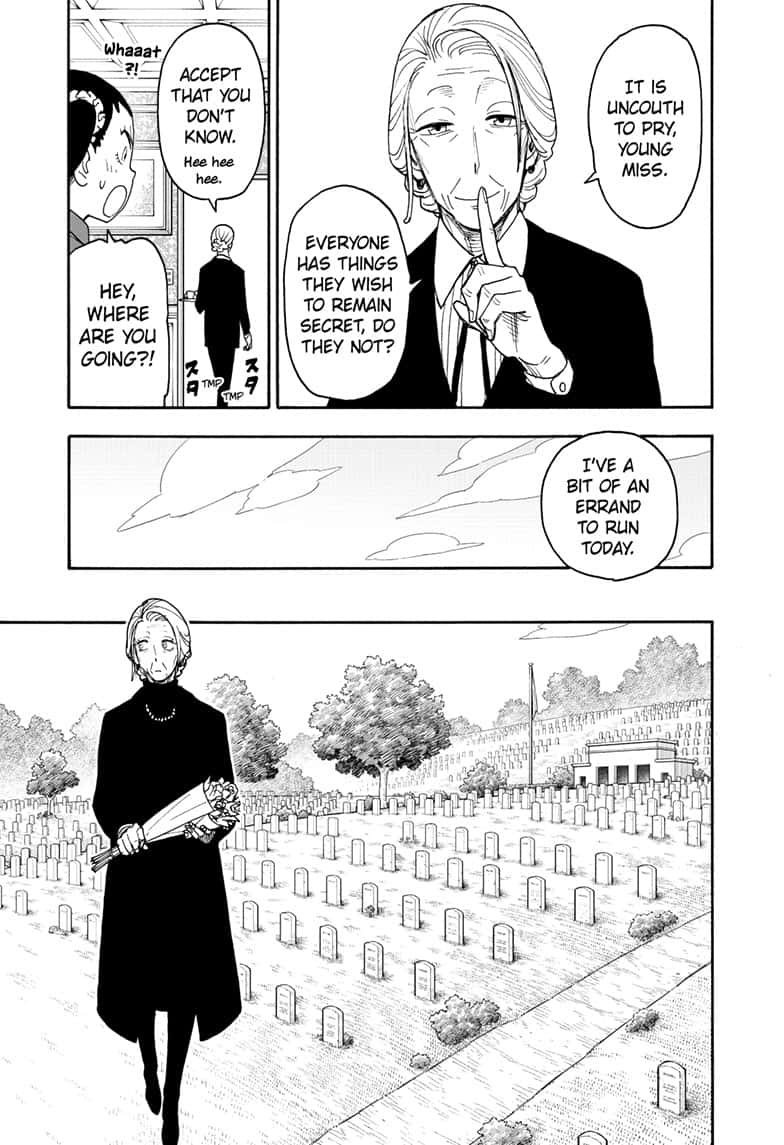 IT IS
UNCOUTH
TO PRY,
YOUNG
MISS.
EVERYONE
HAS THINGS
THEY WISH
TO REMAIN
SECRET, DO
THEY NOT?
ACCEPT
THAT YOU
DON'T
KNOW.
Hee hee
hee.
Whaaat
?!
HEY,
WHERE
ARE YOU
GOING?!
スタ
TMP
スタ
TMP
I'VE A
BIT OF AN
ERRAND
TO RUN
TODAY.